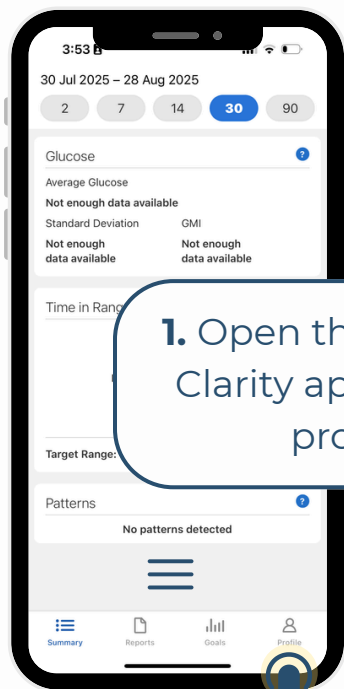 3:53
30 Jul 2025 – 28 Aug 2025
2 7 14 30 90
Glucose ?
Average Glucose
Not enough data available
Standard Deviation GMI
Not enough Not enough
data available data available
Time in Rang
1. Open th
Clarity ap
pro
Target Range:
Patterns ?
No patterns detected
Summary Reports Goals Profile